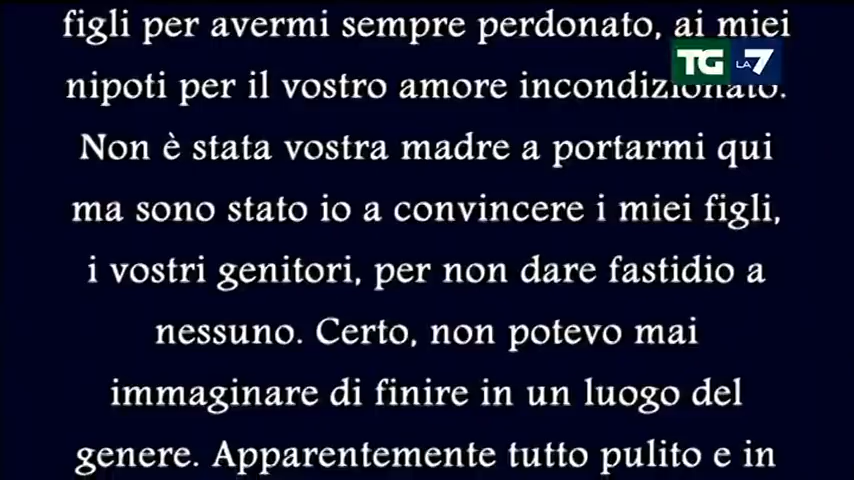 figli per avermi sempre perdonato, ai miei
TG LA7
nipoti per il vostro amore incondizionato.
Non è stata vostra madre a portarmi qui
ma sono stato io a convincere i miei figli,
i vostri genitori, per non dare fastidio a
nessuno. Certo, non potevo mai
immaginare di finire in un luogo del
genere. Apparentemente tutto pulito e in